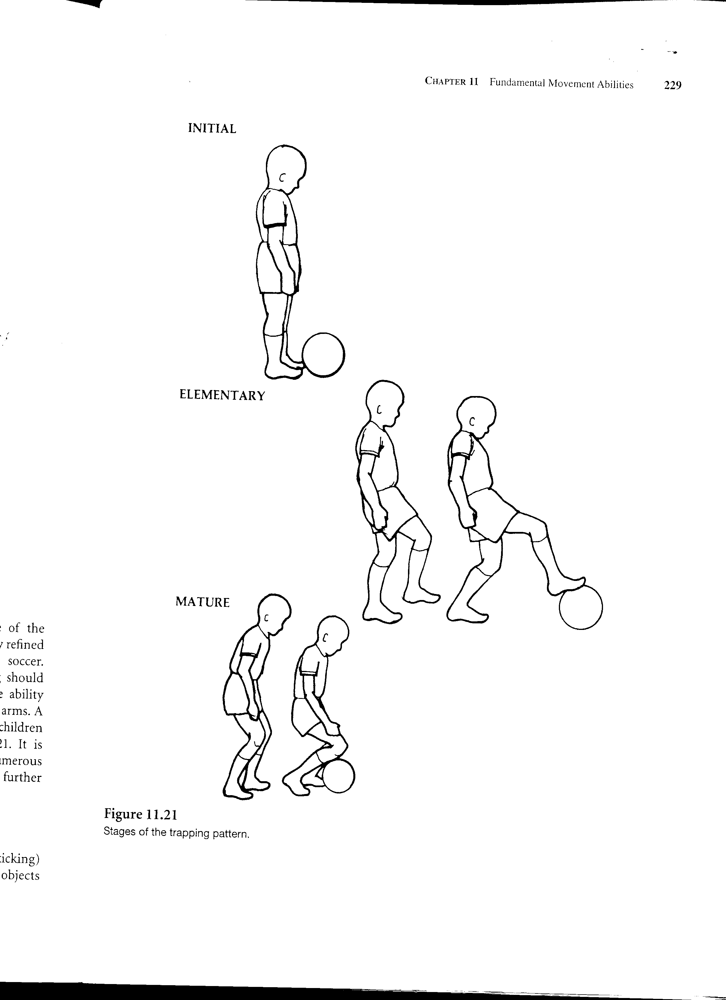 CHAPTER 11 Fundamental Movement Abilities 229
INITIAL
ELEMENTARY
MATURE
of the
refined
soccer.
should
ability
arms. A
children
21. It is
further
Figure 11.21
Stages of the trapping pattern.
objects